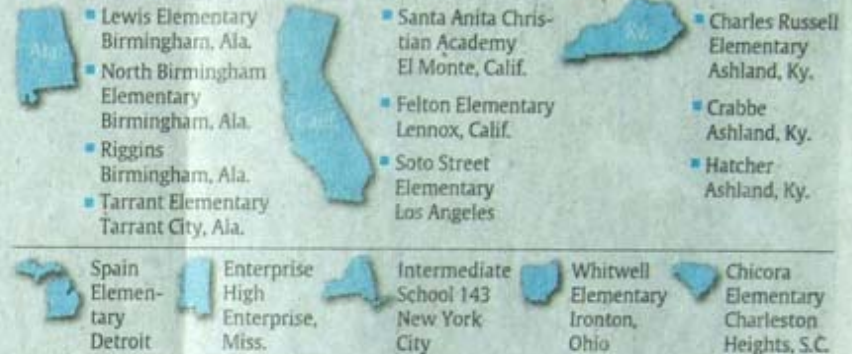 Ala.
Lewis Elementary
Birmingham, Ala.
North Birmingham
Elementary
Birmingham, Ala.
Riggins
Birmingham, Ala.
Tarrant Elementary
Tarrant City, Ala.
Calif.
Santa Anita Chris-
tian Academy
El Monte, Calif.
Felton Elementary
Lennox, Calif.
Soto Street
Elementary
Los Angeles
Ky.
Charles Russell
Elementary
Ashland, Ky.
Crabbe
Ashland, Ky.
Hatcher
Ashland, Ky.
Spain
Elemen-
tary
Detroit
Enterprise
High
Enterprise,
Miss.
Intermediate
School 143
New York
City
Whitwell
Elementary
Ironton,
Ohio
Chicora
Elementary
Charleston
Heights, S.C.